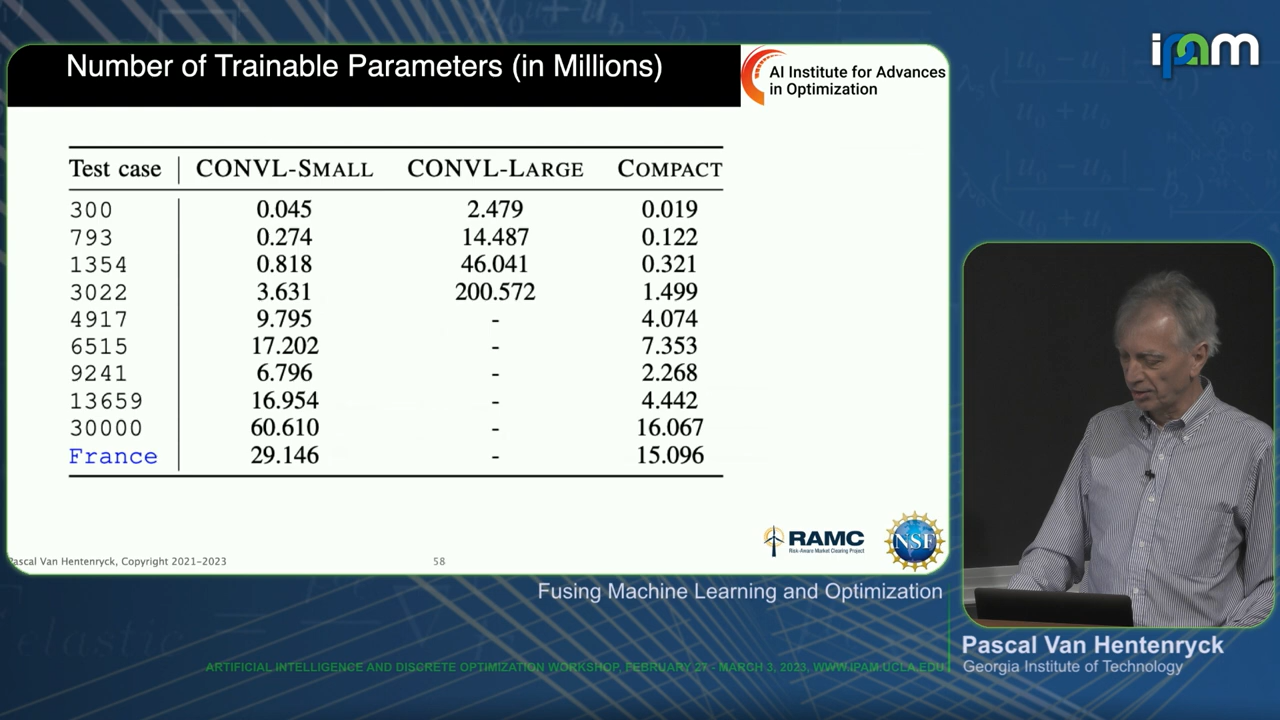 Number of Trainable Parameters (in Millions)
AI Institute for Advances
in Optimization
ipam
Test case CONVL-SMALL CONVL-LARGE COMPACT
300 0.045 2.479 0.019
793 0.274 14.487 0.122
1354 0.818 46.041 0.321
3022 3.631 200.572 1.499
4917 9.795 - 4.074
6515 17.202 - 7.353
9241 6.796 - 2.268
13659 16.954 - 4.442
30000 60.610 - 16.067
France 29.146 - 15.096
RAMC
Risk-Aware Market Clearing Project
NSF
Pascal Van Hentenryck, Copyright 2021-2023
58
Fusing Machine Learning and Optimization
elastic
Pascal Van Hentenryck
Georgia Institute of Technology
ARTIFICIAL INTELLIGENCE AND DISCRETE OPTIMIZATION WORKSHOP, FEBRUARY 27 - MARCH 3, 2023, WWW.IPAM.UCLA.EDU